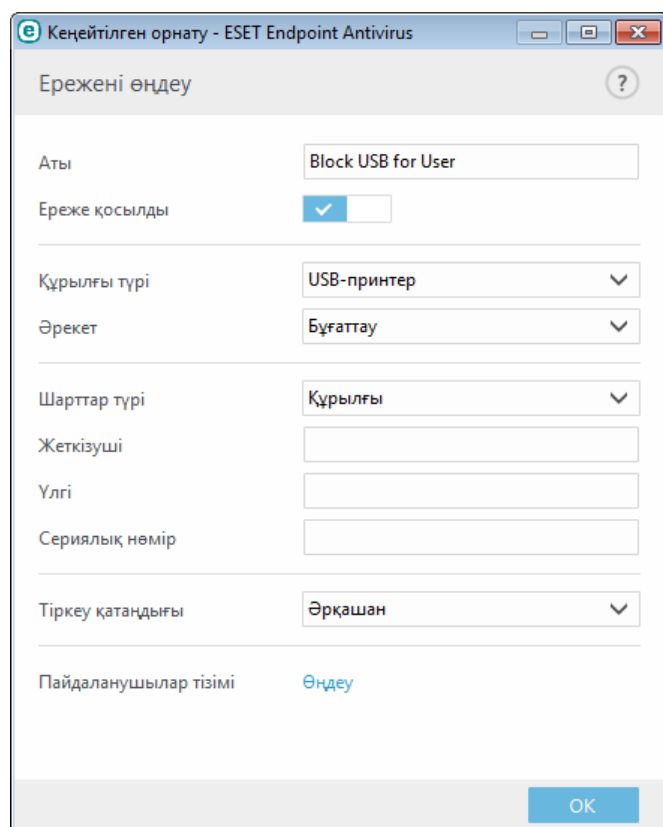 Кеңейтілген орнату - ESET Endpoint Antivirus
Ережені өңдеу
?
Аты Block USB for User
Ереже қосылды
Құрылғы түрі USB-принтер
Әрекет Бұғаттау
Шарттар түрі Құрылғы
Жеткізуші
Үлгі
Сериялық нөмір
Тіркеу қатаңдығы Әрқашан
Пайдаланушылар тізімі Өңдеу
OK